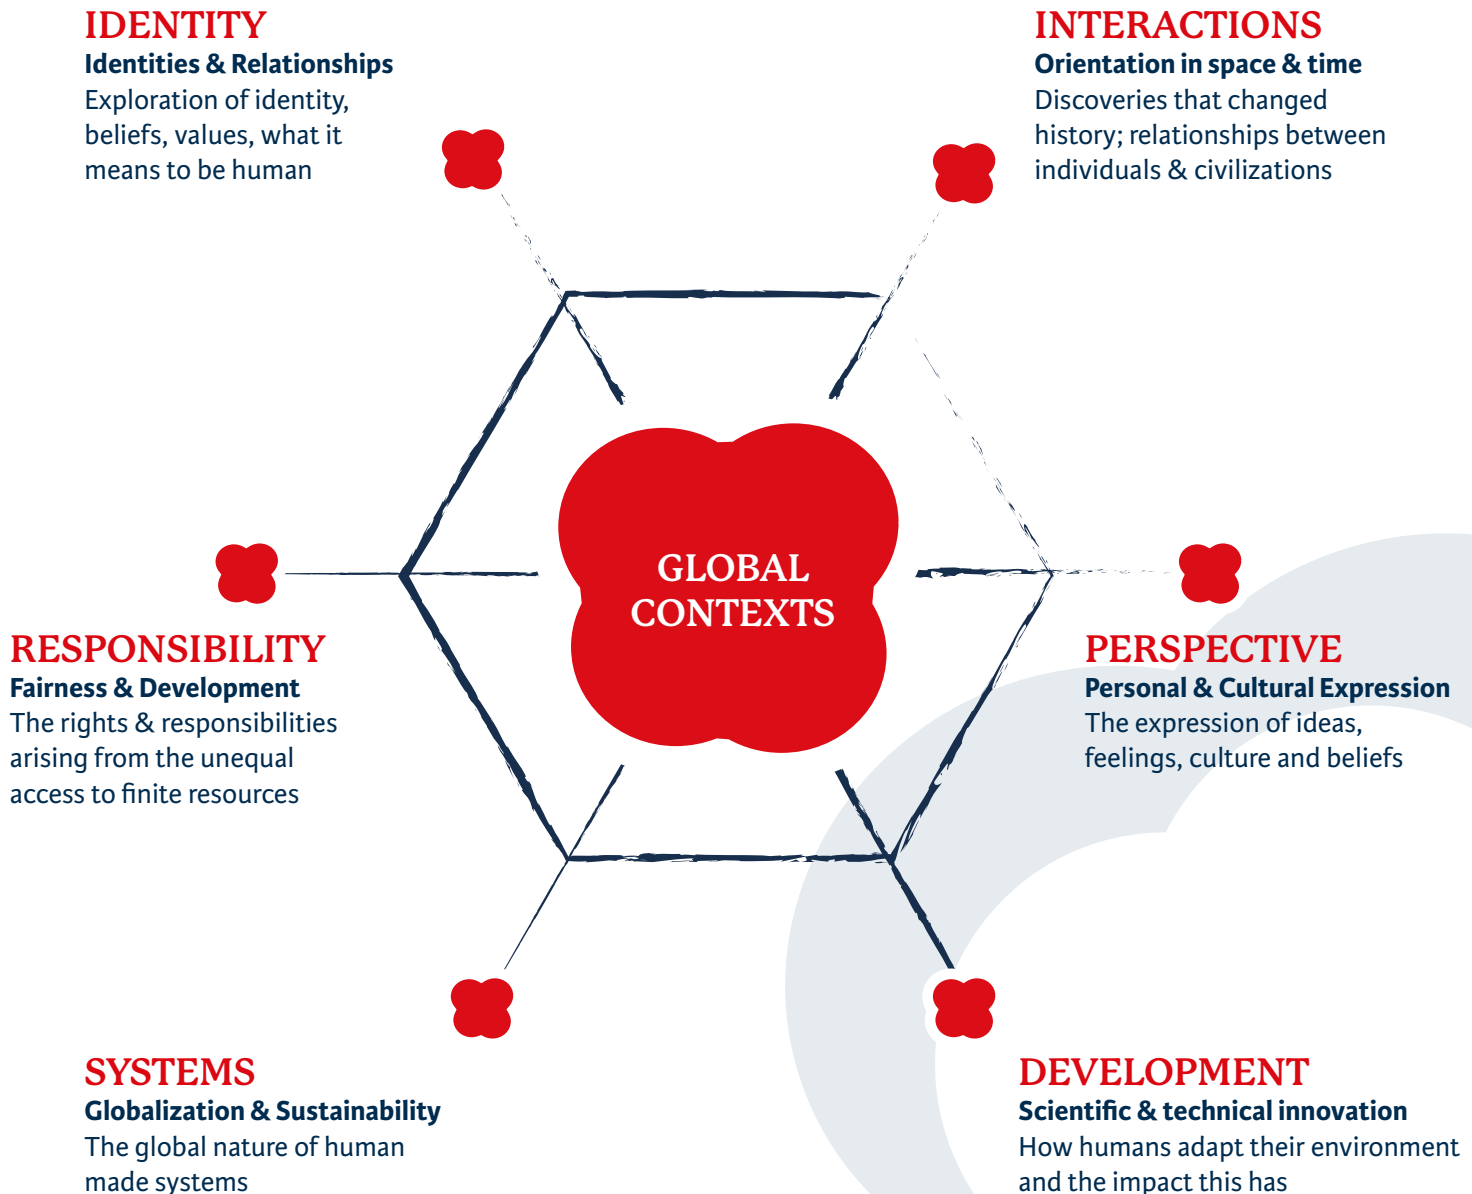 IDENTITY
Identities & Relationships
Exploration of identity,
beliefs, values, what it
means to be human
INTERACTIONS
Orientation in space & time
Discoveries that changed
history; relationships between
individuals & civilizations
GLOBAL
CONTEXTS
RESPONSIBILITY
Fairness & Development
The rights & responsibilities
arising from the unequal
access to finite resources
PERSPECTIVE
Personal & Cultural Expression
The expression of ideas,
feelings, culture and beliefs
SYSTEMS
Globalization & Sustainability
The global nature of human
made systems
DEVELOPMENT
Scientific & technical innovation
How humans adapt their environment
and the impact this has